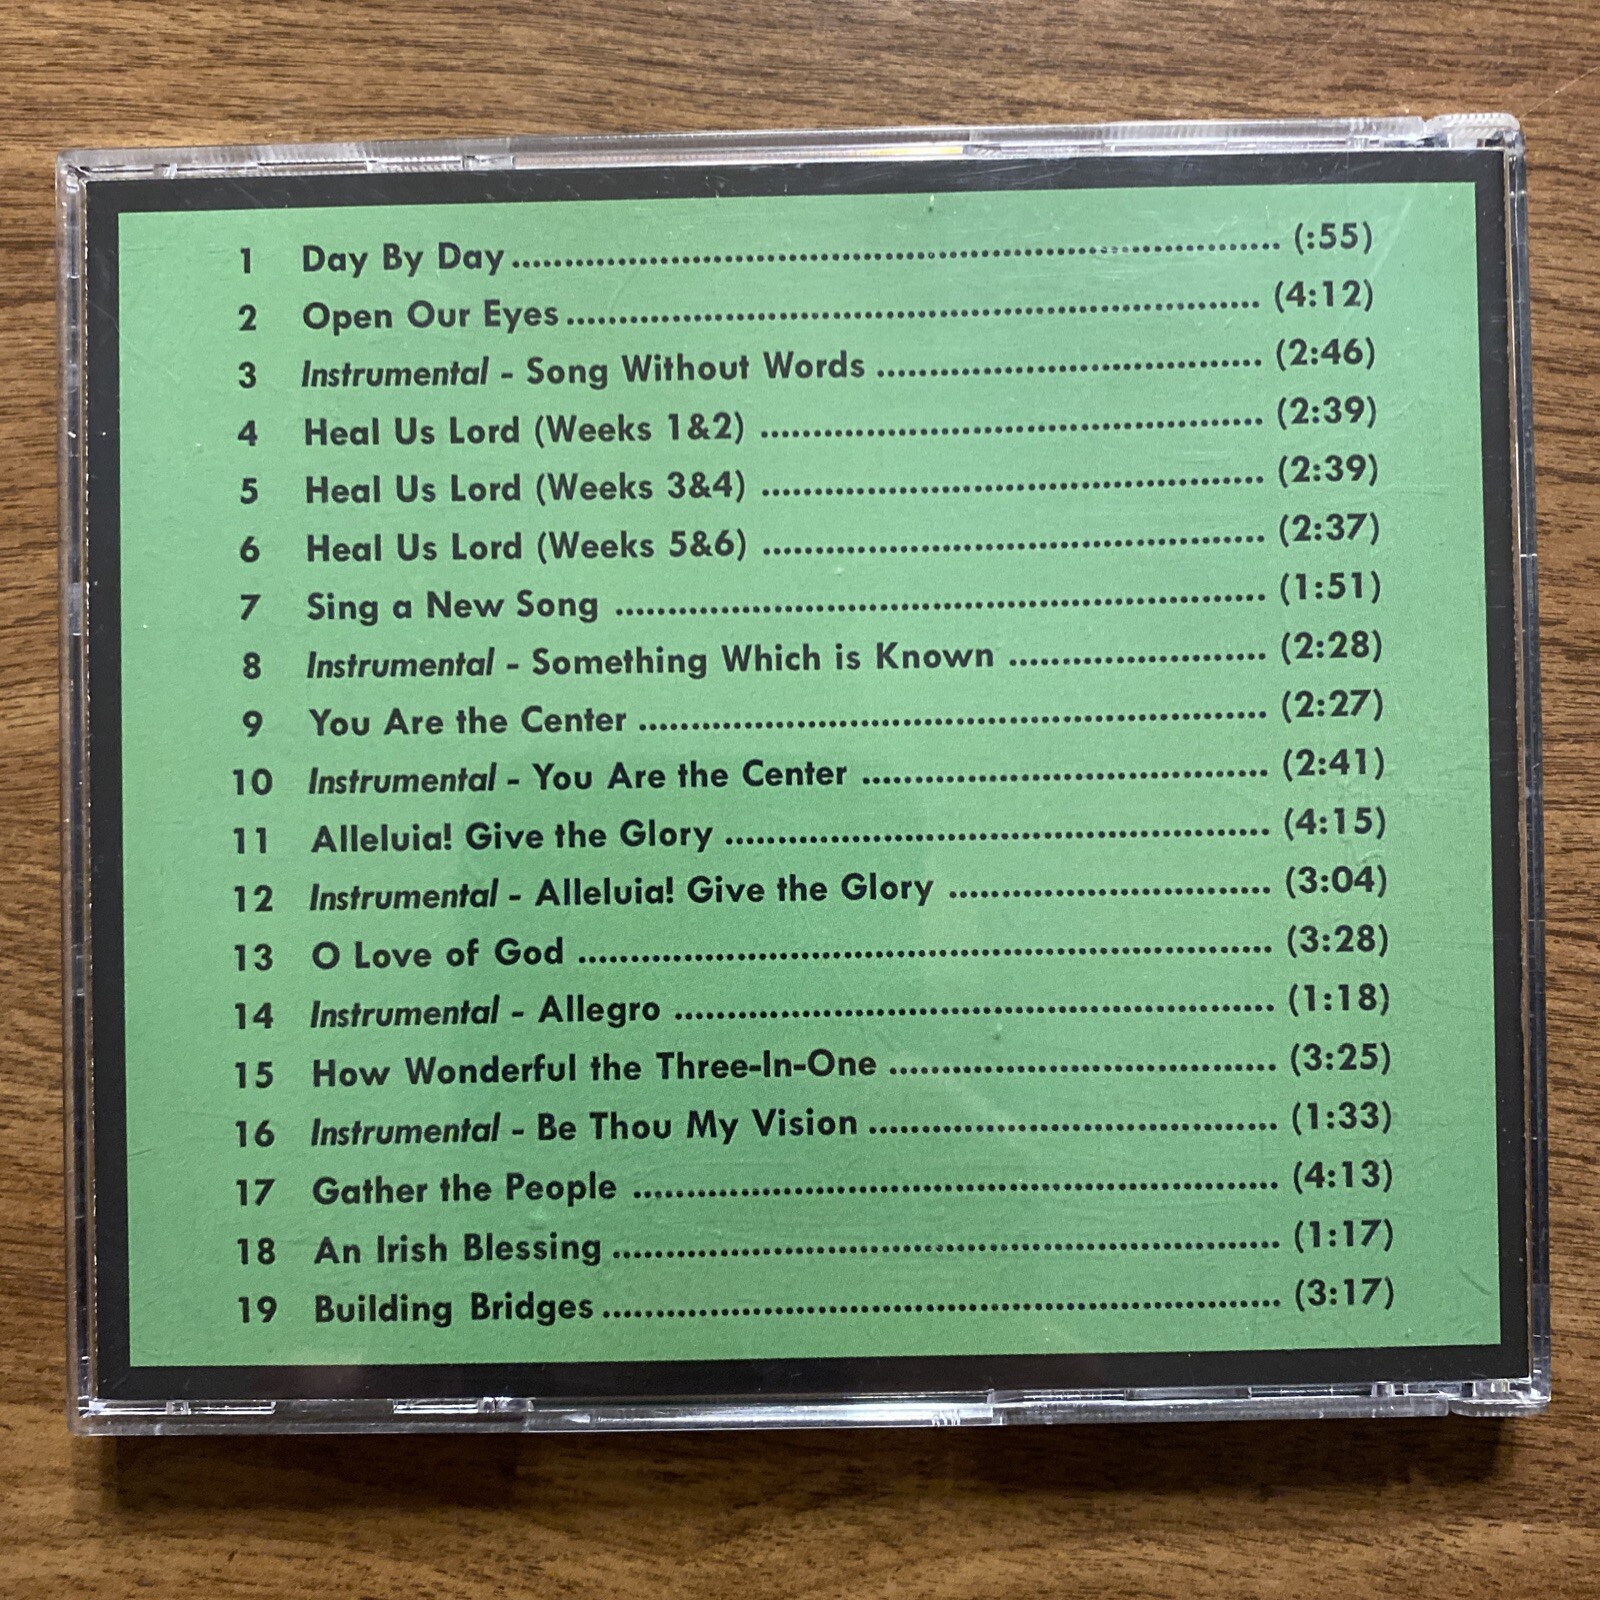 1 Day By Day (:55)
2 Open Our Eyes (4:12)
3 Instrumental - Song Without Words (2:46)
4 Heal Us Lord (Weeks 1&2) (2:39)
5 Heal Us Lord (Weeks 3&4) (2:39)
6 Heal Us Lord (Weeks 5&6) (2:37)
7 Sing a New Song (1:51)
8 Instrumental - Something Which is Known (2:28)
9 You Are the Center (2:27)
10 Instrumental - You Are the Center (2:41)
11 Alleluia! Give the Glory (4:15)
12 Instrumental - Alleluia! Give the Glory (3:04)
13 O Love of God (3:28)
14 Instrumental - Allegro (1:18)
15 How Wonderful the Three-In-One (3:25)
16 Instrumental - Be Thou My Vision (1:33)
17 Gather the People (4:13)
18 An Irish Blessing (1:17)
19 Building Bridges (3:17)